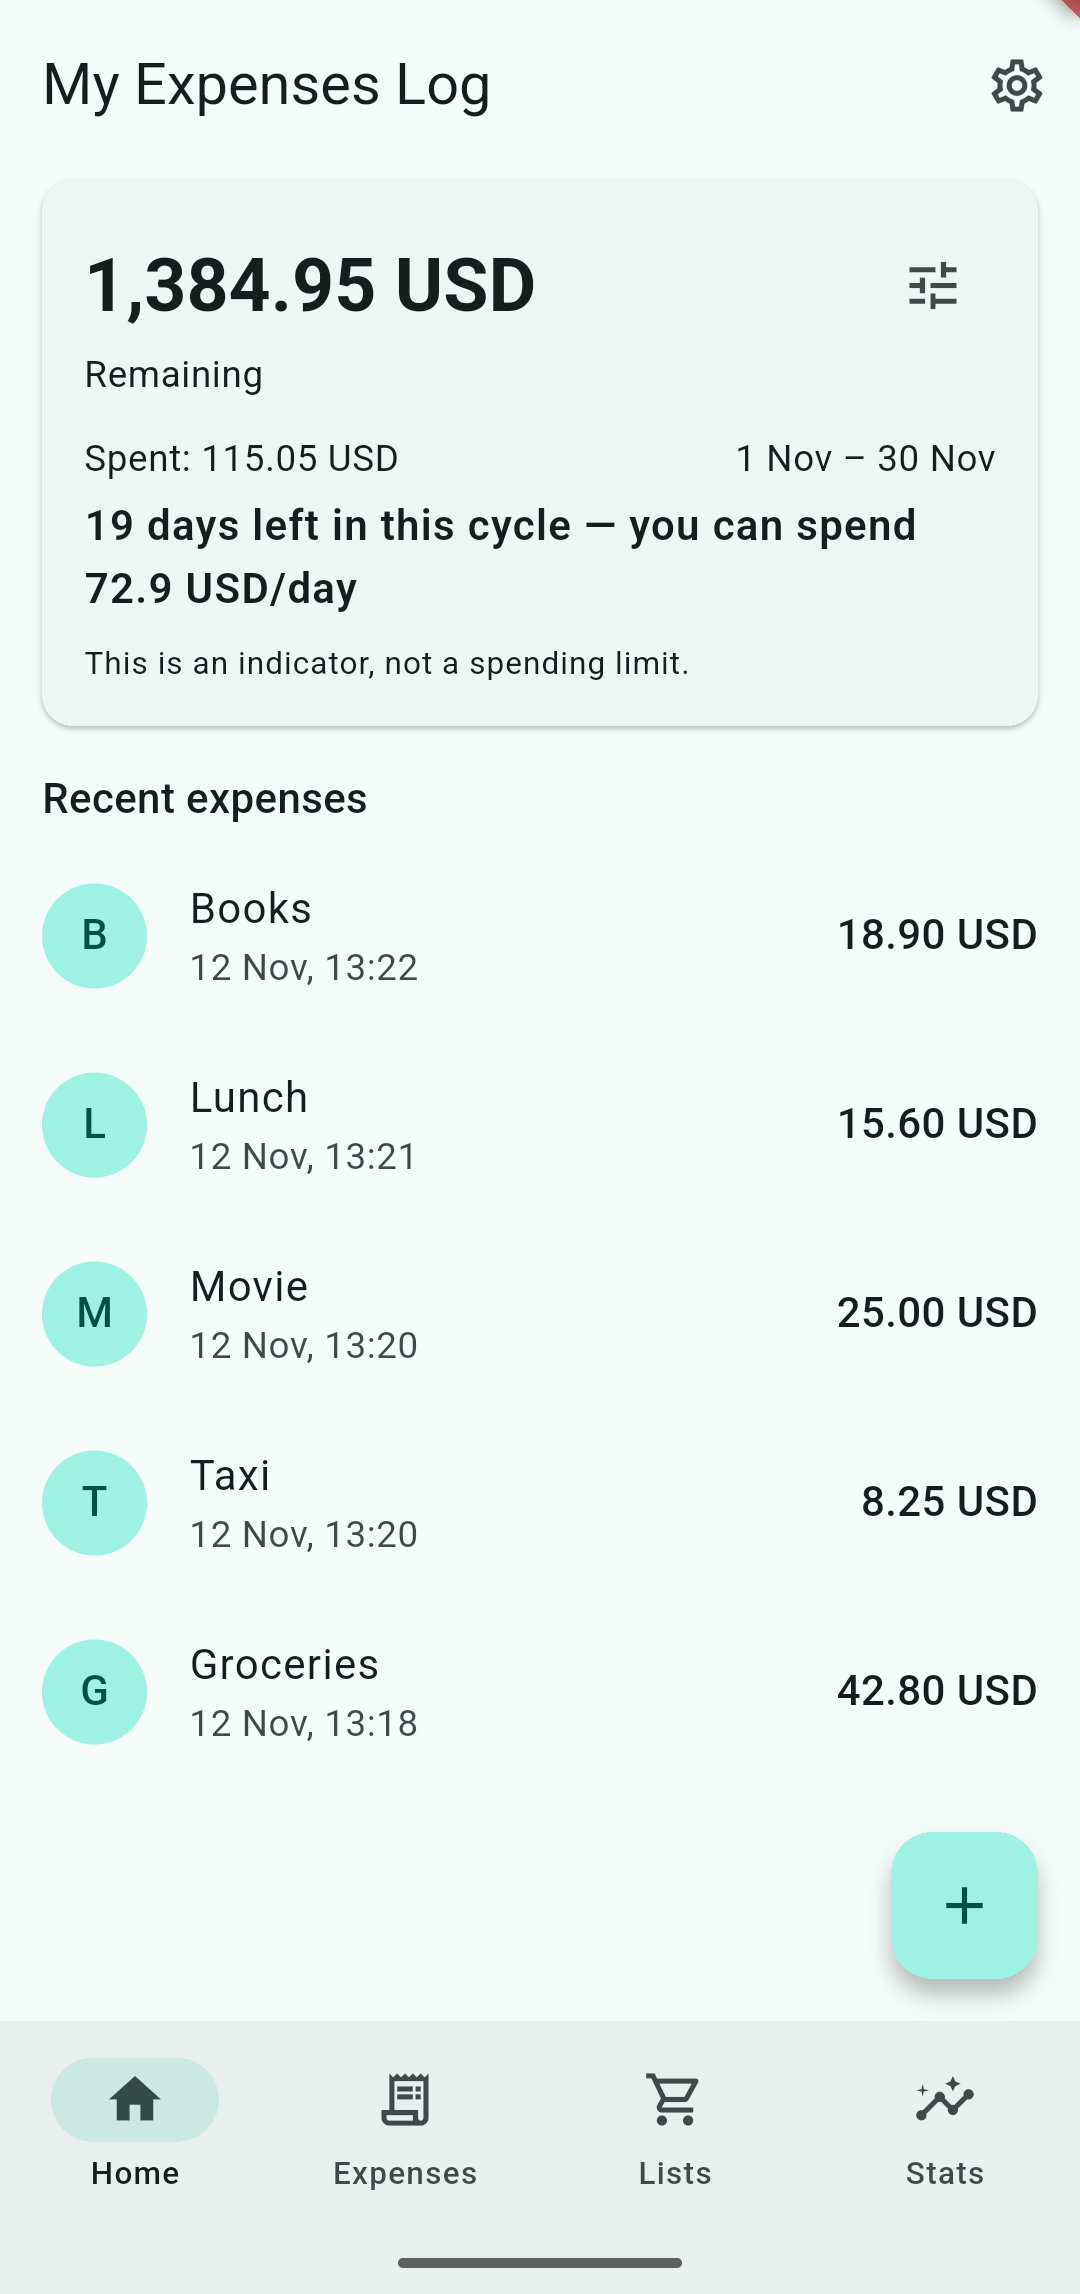 My Expenses Log
1,384.95 USD
Remaining
Spent: 115.05 USD
1 Nov – 30 Nov
19 days left in this cycle — you can spend
72.9 USD/day
This is an indicator, not a spending limit.
Recent expenses
B
Books
12 Nov, 13:22
18.90 USD
L
Lunch
12 Nov, 13:21
15.60 USD
M
Movie
12 Nov, 13:20
25.00 USD
T
Taxi
12 Nov, 13:20
8.25 USD
G
Groceries
12 Nov, 13:18
42.80 USD
+
Home
Expenses
Lists
Stats